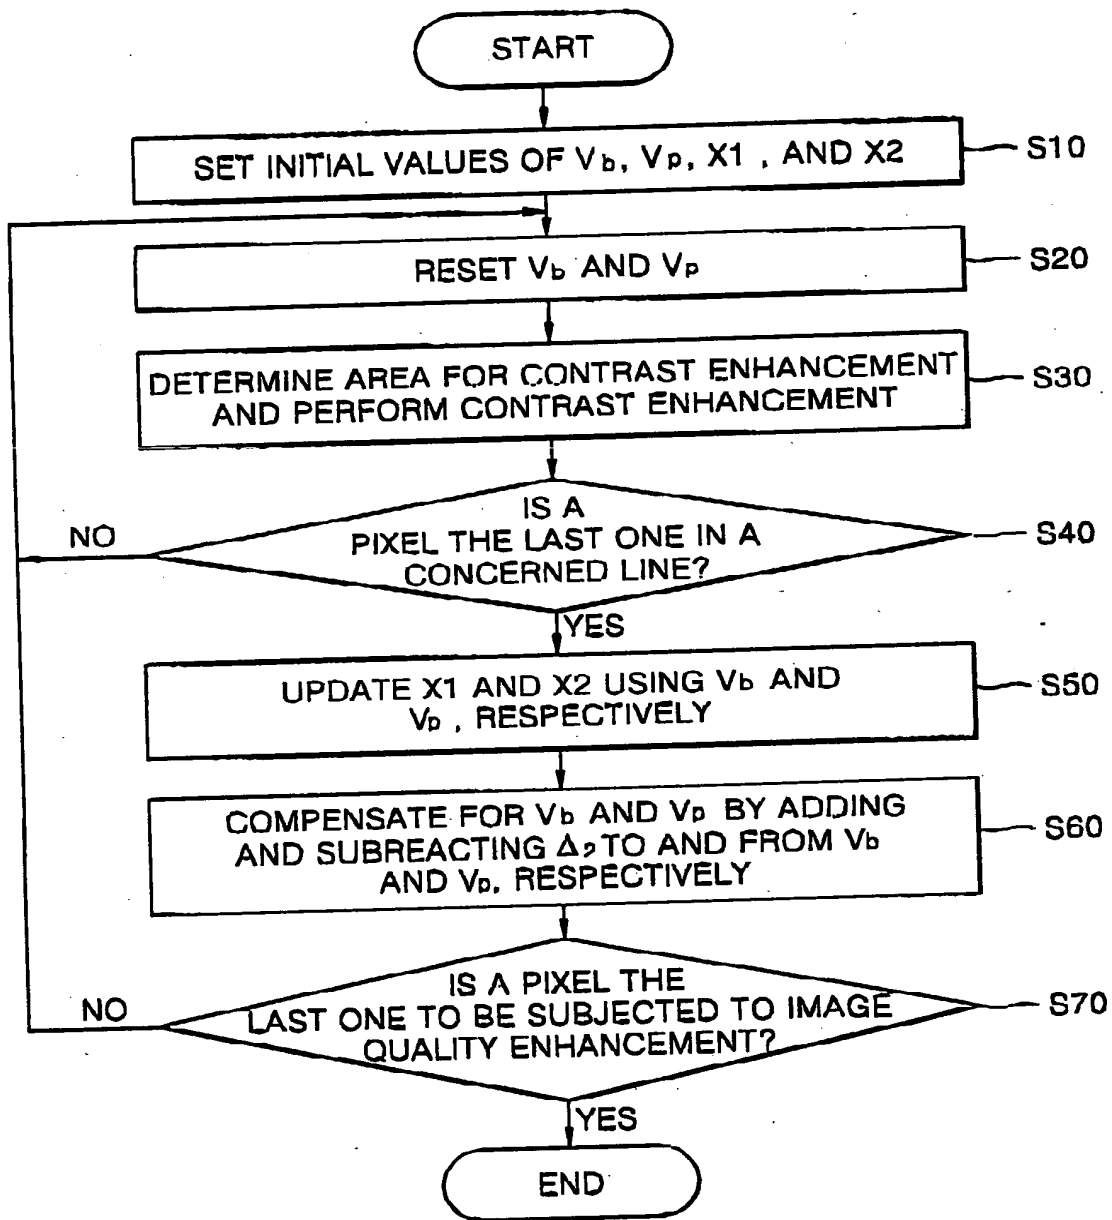 START
SET INITIAL VALUES OF Vb, Vp, X1 , AND X2
S10
RESET Vb AND Vp
S20
DETERMINE AREA FOR CONTRAST ENHANCEMENT
AND PERFORM CONTRAST ENHANCEMENT
S30
IS A
PIXEL THE LAST ONE IN A
CONCERNED LINE?
S40
NO
YES
UPDATE X1 AND X2 USING Vb AND
Vp , RESPECTIVELY
S50
COMPENSATE FOR Vb AND Vp BY ADDING
AND SUBREACTING Δp TO AND FROM Vb
AND Vp, RESPECTIVELY
S60
IS A PIXEL THE
LAST ONE TO BE SUBJECTED TO IMAGE
QUALITY ENHANCEMENT?
S70
NO
YES
END